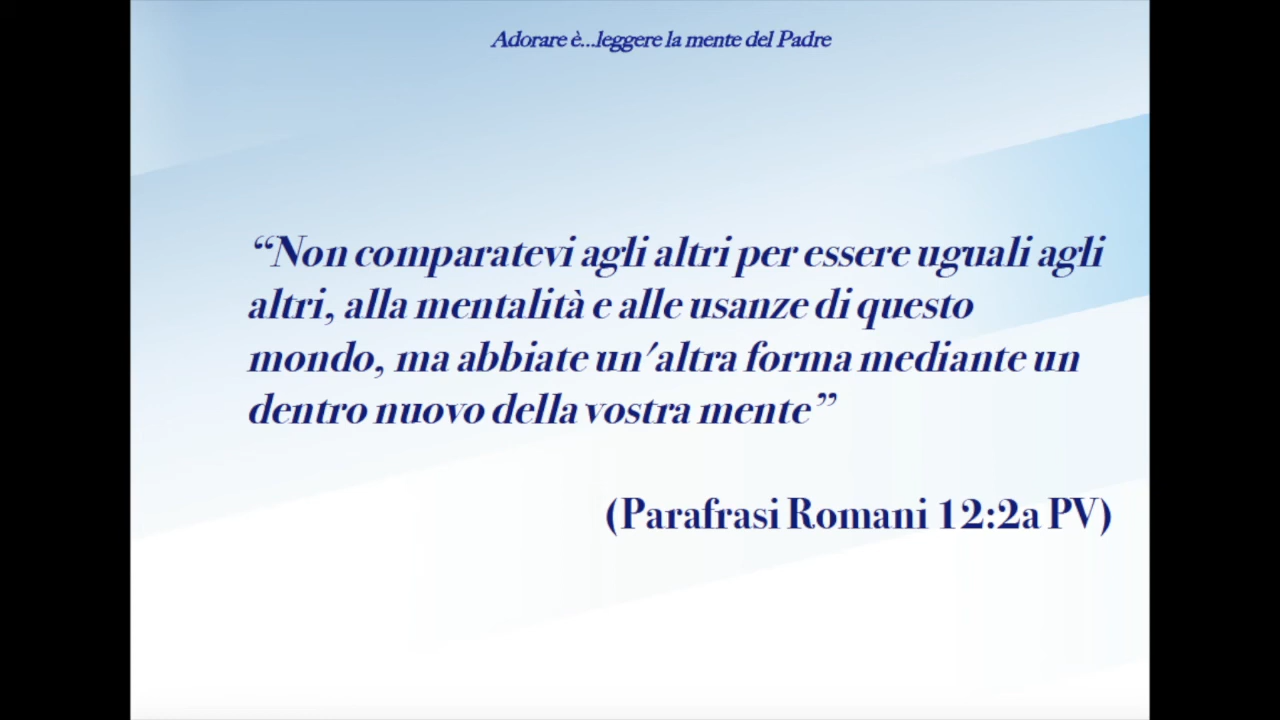 Adorare è...leggere la mente del Padre
“Non comparatevi agli altri per essere uguali agli
altri, alla mentalità e alle usanze di questo
mondo, ma abbiate un'altra forma mediante un
dentro nuovo della vostra mente”
(Parafrasi Romani 12:2a PV)